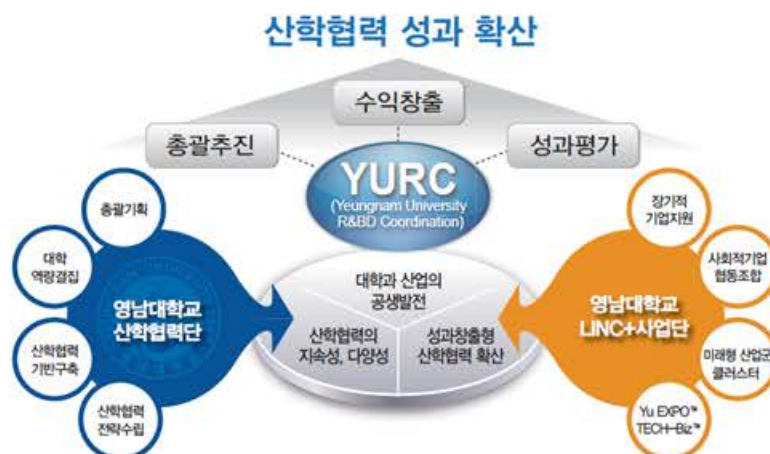 산학협력 성과 확산
수익창출
총괄추진
성과평가
YURC
(Yeungnam University
R&BD Coordination)
총괄기획
대학
역량결집
산학협력
기반구축
산학협력
전략수립
영남대학교
산학협력단
대학과 산업의
공생발전
산학협력의
지속성, 다양성
성과창출형
산학협력 확산
영남대학교
LINC+사업단
장기적
기업지원
사회적기업
협동조합
미래형 산업군
클러스터
Yu EXPO™
TECH-Biz™